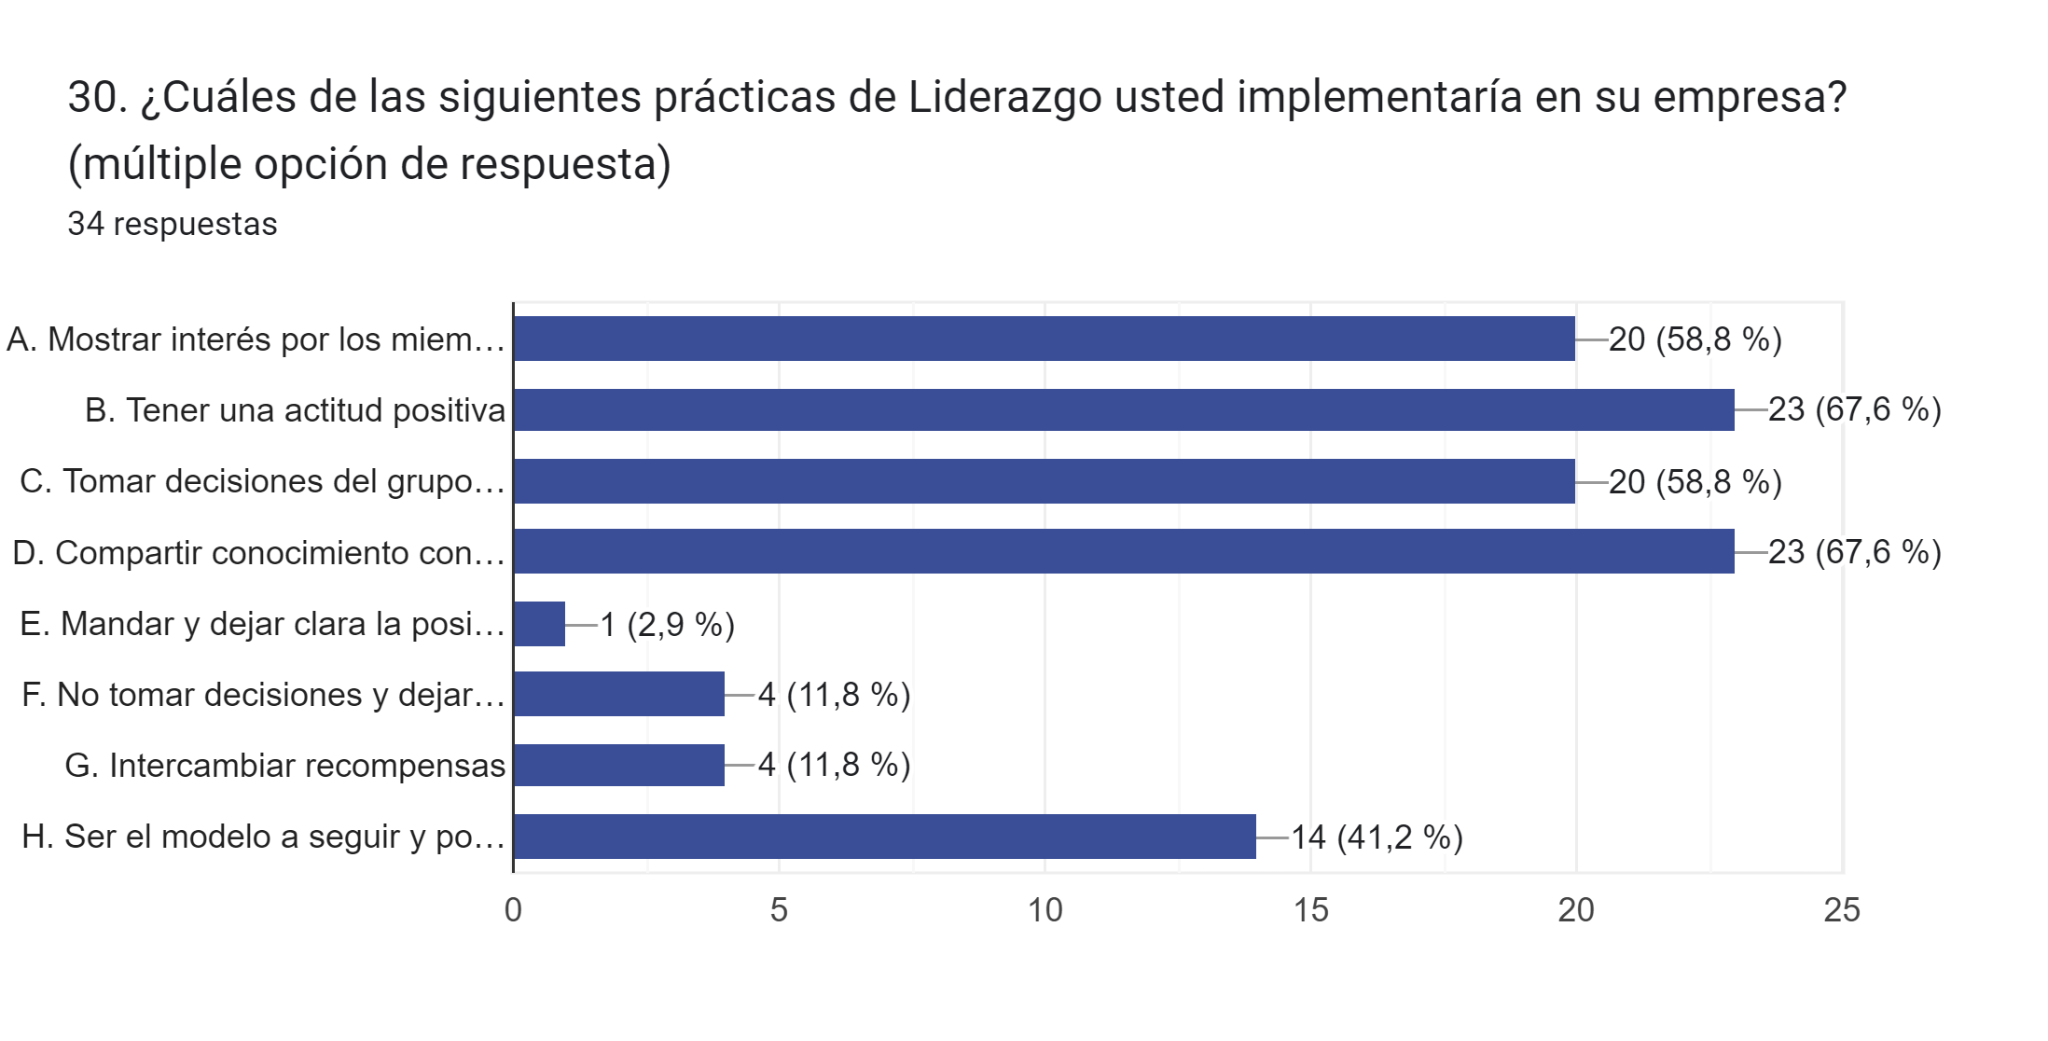 30. ¿Cuáles de las siguientes prácticas de Liderazgo usted implementaría en su empresa?
(múltiple opción de respuesta)
34 respuestas
A. Mostrar interés por los miem… 20 (58,8 %)
B. Tener una actitud positiva 23 (67,6 %)
C. Tomar decisiones del grupo… 20 (58,8 %)
D. Compartir conocimiento con… 23 (67,6 %)
E. Mandar y dejar clara la posi… 1 (2,9 %)
F. No tomar decisiones y dejar… 4 (11,8 %)
G. Intercambiar recompensas 4 (11,8 %)
H. Ser el modelo a seguir y po… 14 (41,2 %)
0 5 10 15 20 25